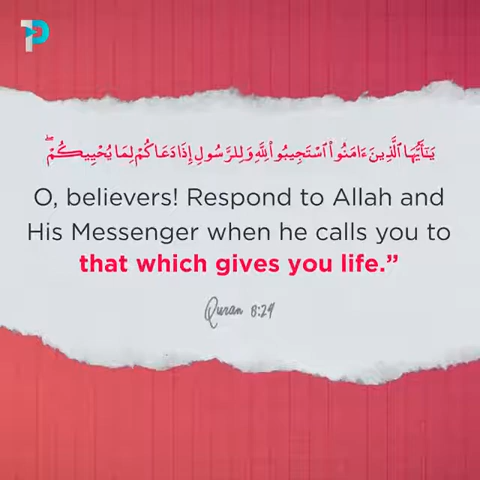 يَـٰٓأَيُّهَا ٱلَّذِينَ ءَامَنُوا۟ ٱسْتَجِيبُوا۟ لِلَّهِ وَلِلرَّسُولِ إِذَا دَعَاكُمْ لِمَا يُحْيِيكُمْ ۖ
O, believers! Respond to Allah and
His Messenger when he calls you to
that which gives you life.”
Quran 8:24